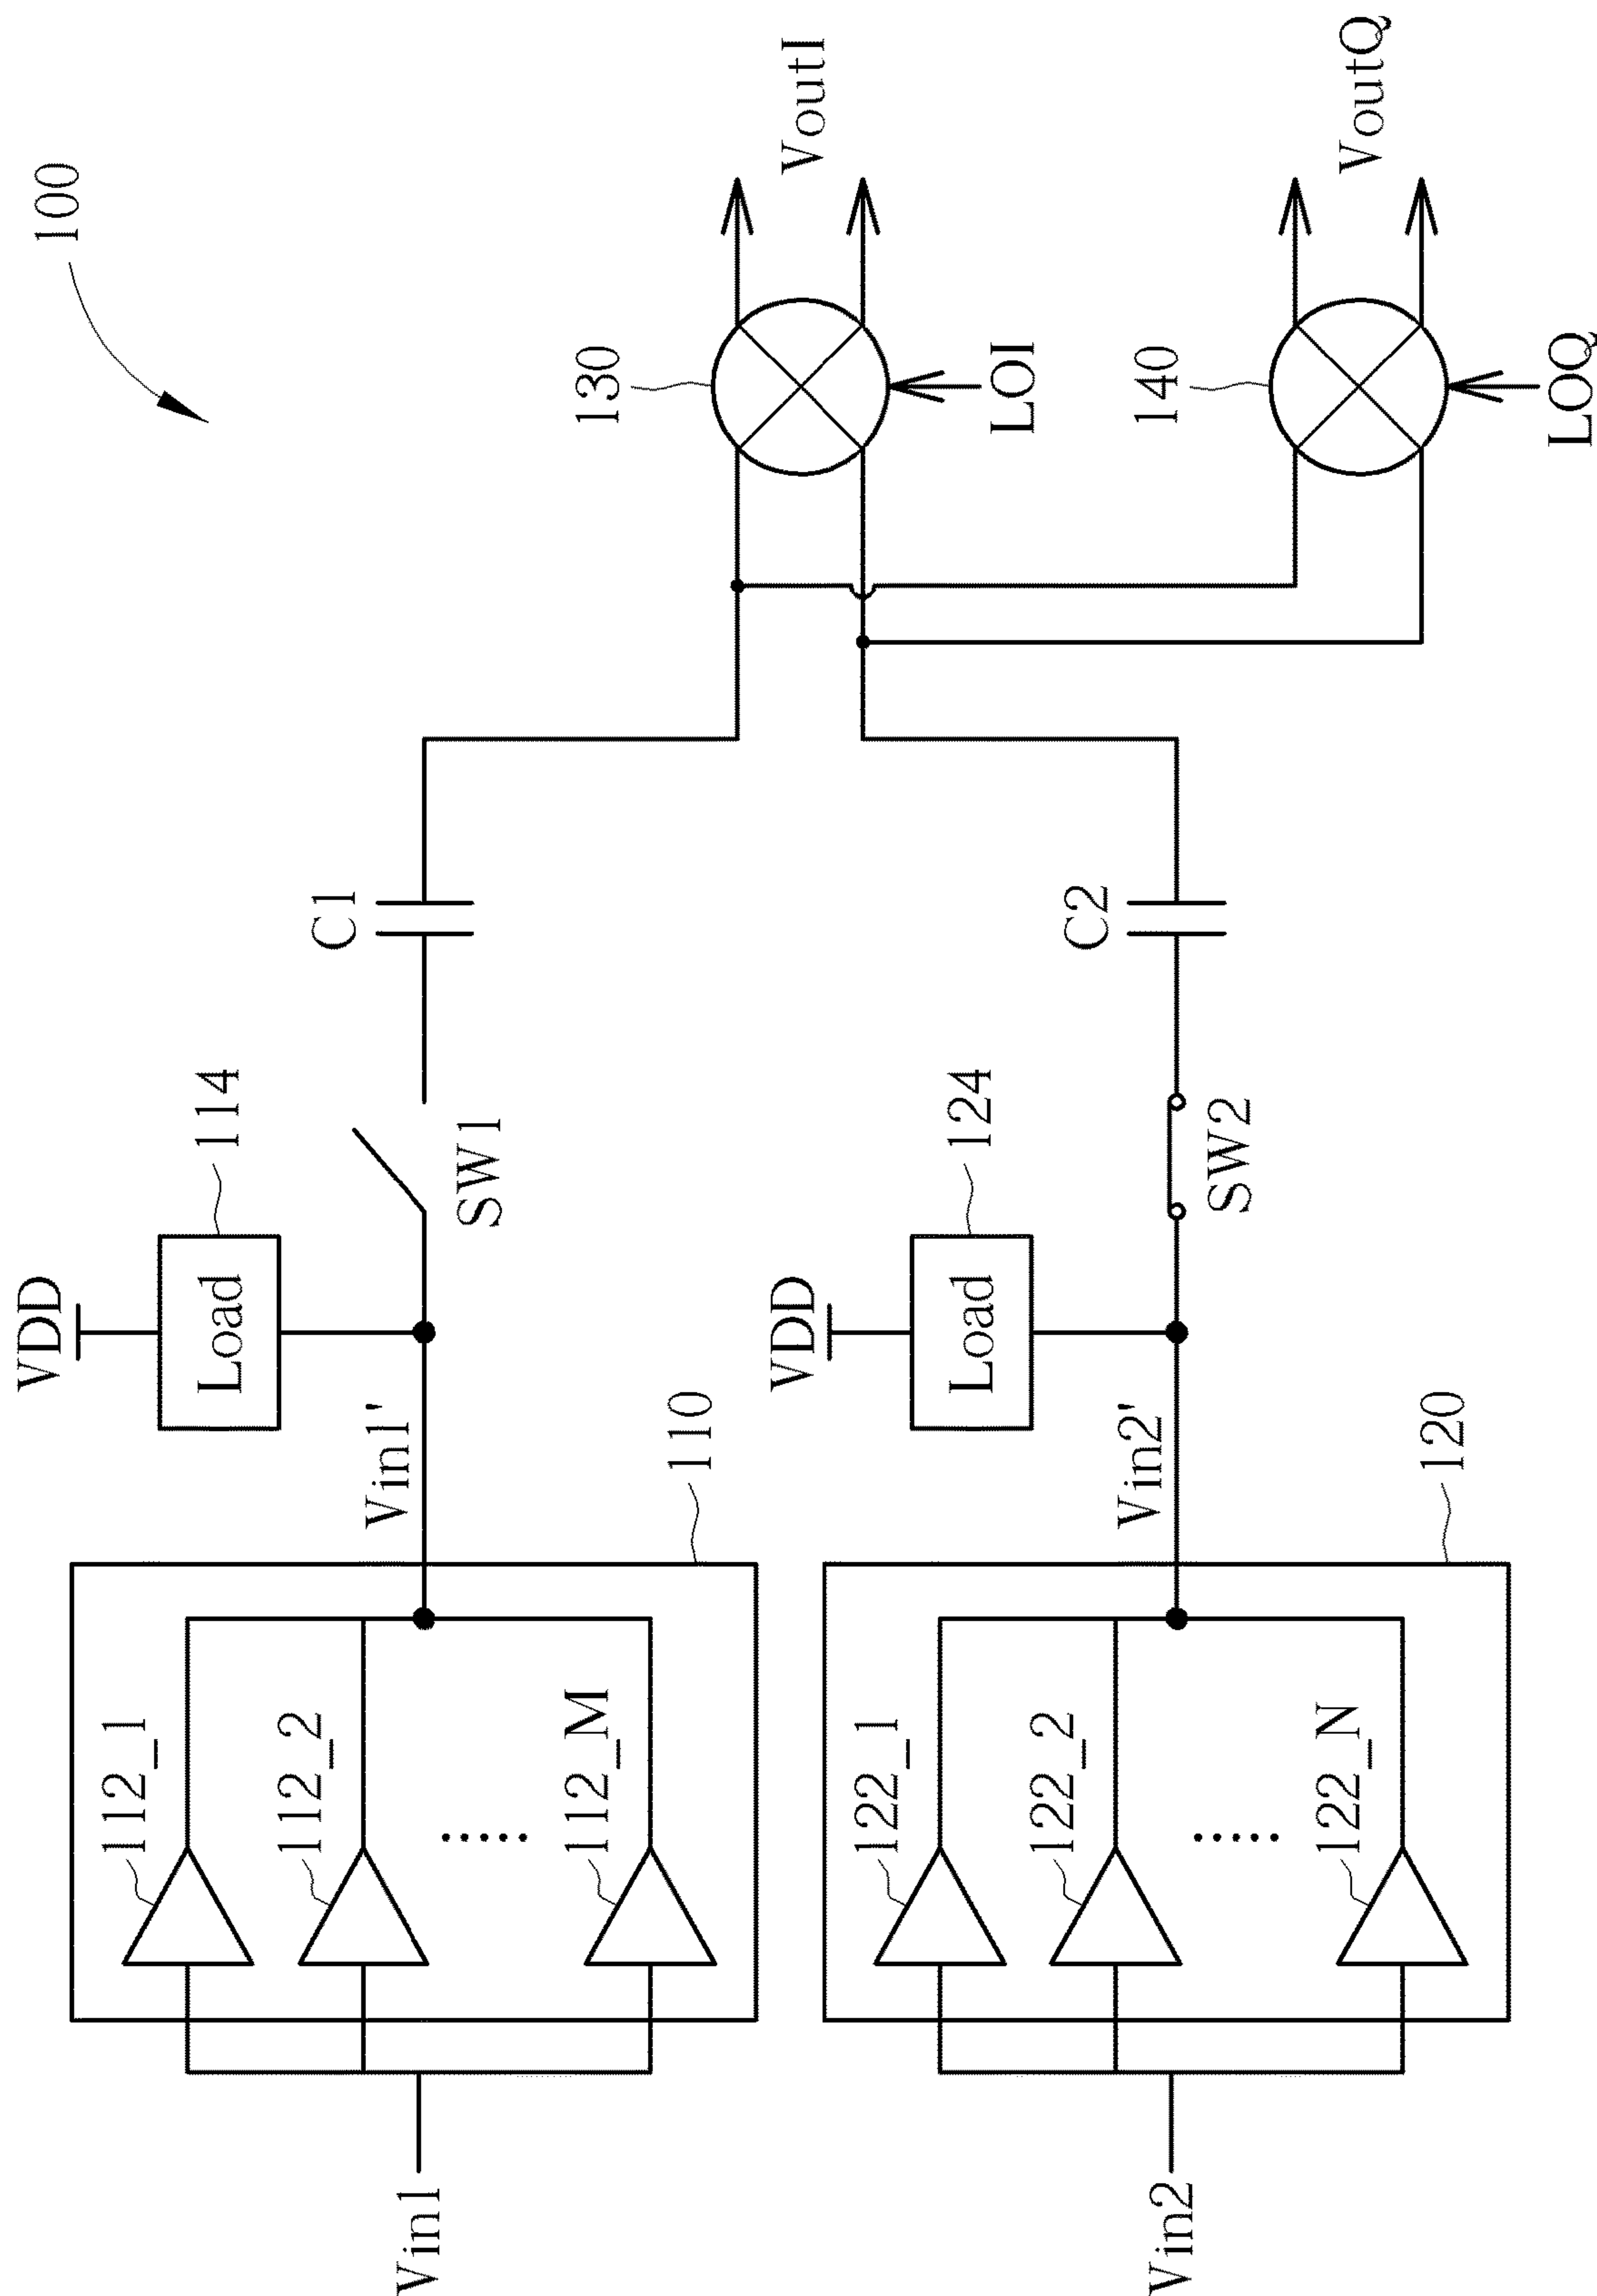 100
VDD
114
Load
Vin1'
110
112_1
112_2
112_M
.....
Vin1
SW1
C1
130
LOI
VoutI
VDD
124
Load
Vin2'
120
122_1
122_2
122_N
.....
Vin2
SW2
C2
140
LOQ
VoutQ